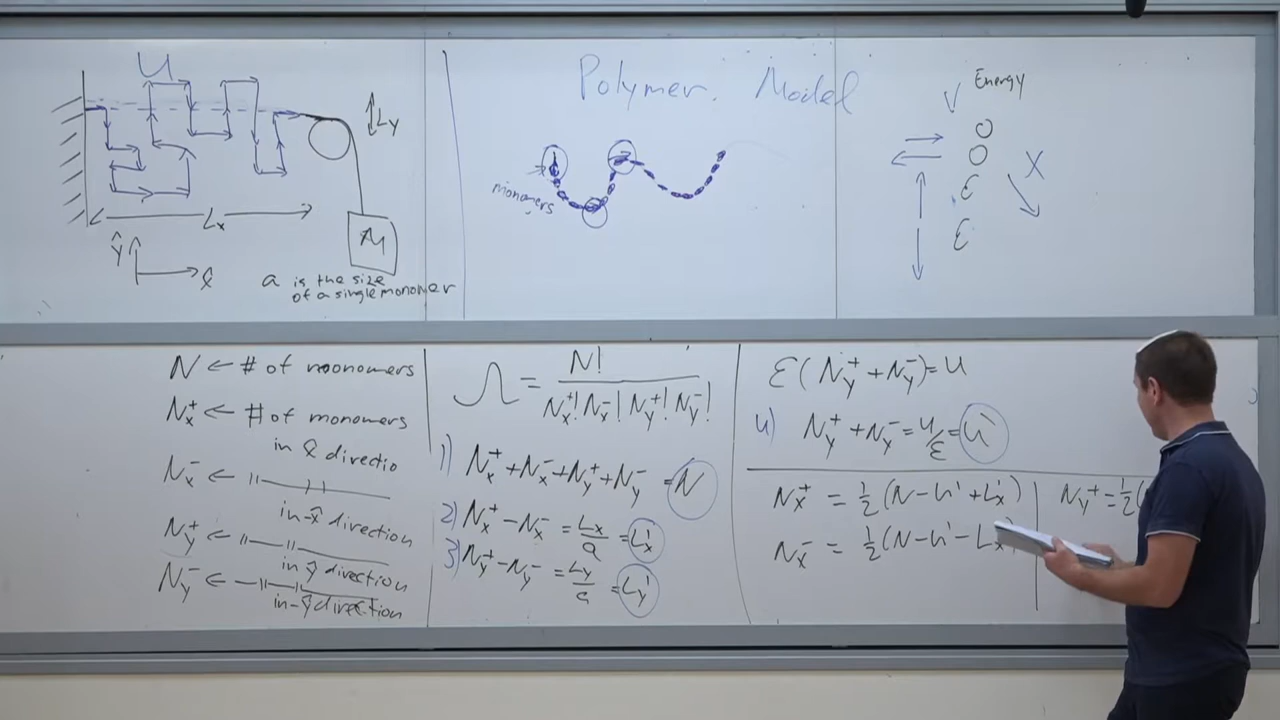 U
Ly
Lx
ŷ
x̂
M
a is the size
of a single monomer
Polymer. Model
monomers
Energy
0
0
ε
ε
X
N ← # of monomers
Nx⁺ ← # of monomers
in x̂ directio
Nx⁻ ← 
in -x̂ direction
Ny⁺ ← 
in ŷ direction
Ny⁻ ← 
in -ŷ direction
Ω = N! / Nx⁺! Nx⁻! Ny⁺! Ny⁻!
1) Nx⁺ + Nx⁻ + Ny⁺ + Ny⁻ = N
2) Nx⁺ - Nx⁻ = Lx/a = Lx'
3) Ny⁺ - Ny⁻ = Ly/a = Ly'
ε(Ny⁺ + Ny⁻) = U
4) Ny⁺ + Ny⁻ = U/ε = U'
Nx⁺ = ½(N - U' + Lx')
Nx⁻ = ½(N - U' - Lx'
Ny⁺ = ½(